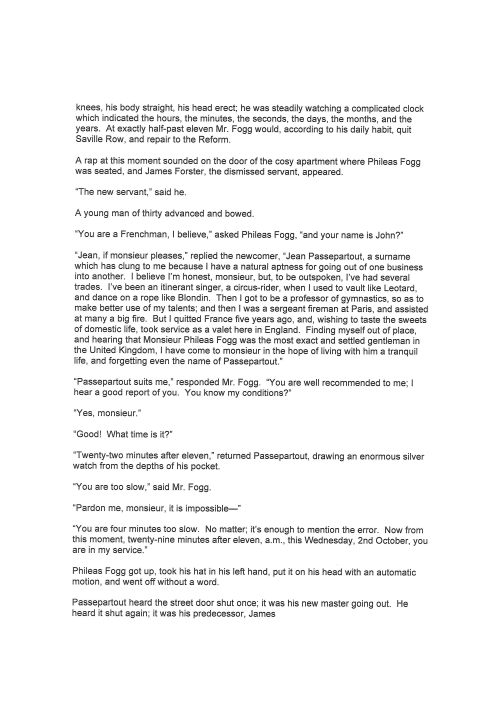 knees, his body straight, his head erect; he was steadily watching a complicated clock
which indicated the hours, the minutes, the seconds, the days, the months, and the
years.  At exactly half-past eleven Mr. Fogg would, according to his daily habit, quit
Saville Row, and repair to the Reform.

A rap at this moment sounded on the door of the cosy apartment where Phileas Fogg
was seated, and James Forster, the dismissed servant, appeared.

“The new servant,” said he.

A young man of thirty advanced and bowed.

“You are a Frenchman, I believe,” asked Phileas Fogg, “and your name is John?”

“Jean, if monsieur pleases,” replied the newcomer, “Jean Passepartout, a surname
which has clung to me because I have a natural aptness for going out of one business
into another.  I believe I’m honest, monsieur, but, to be outspoken, I’ve had several
trades.  I’ve been an itinerant singer, a circus-rider, when I used to vault like Leotard,
and dance on a rope like Blondin.  Then I got to be a professor of gymnastics, so as to
make better use of my talents; and then I was a sergeant fireman at Paris, and assisted
at many a big fire.  But I quitted France five years ago, and, wishing to taste the sweets
of domestic life, took service as a valet here in England.  Finding myself out of place,
and hearing that Monsieur Phileas Fogg was the most exact and settled gentleman in
the United Kingdom, I have come to monsieur in the hope of living with him a tranquil
life, and forgetting even the name of Passepartout.”

“Passepartout suits me,” responded Mr. Fogg.  “You are well recommended to me; I
hear a good report of you.  You know my conditions?”

“Yes, monsieur.”

“Good!  What time is it?”

“Twenty-two minutes after eleven,” returned Passepartout, drawing an enormous silver
watch from the depths of his pocket.

“You are too slow,” said Mr. Fogg.

“Pardon me, monsieur, it is impossible—”

“You are four minutes too slow.  No matter; it’s enough to mention the error.  Now from
this moment, twenty-nine minutes after eleven, a.m., this Wednesday, 2nd October, you
are in my service.”

Phileas Fogg got up, took his hat in his left hand, put it on his head with an automatic
motion, and went off without a word.

Passepartout heard the street door shut once; it was his new master going out.  He
heard it shut again; it was his predecessor, James